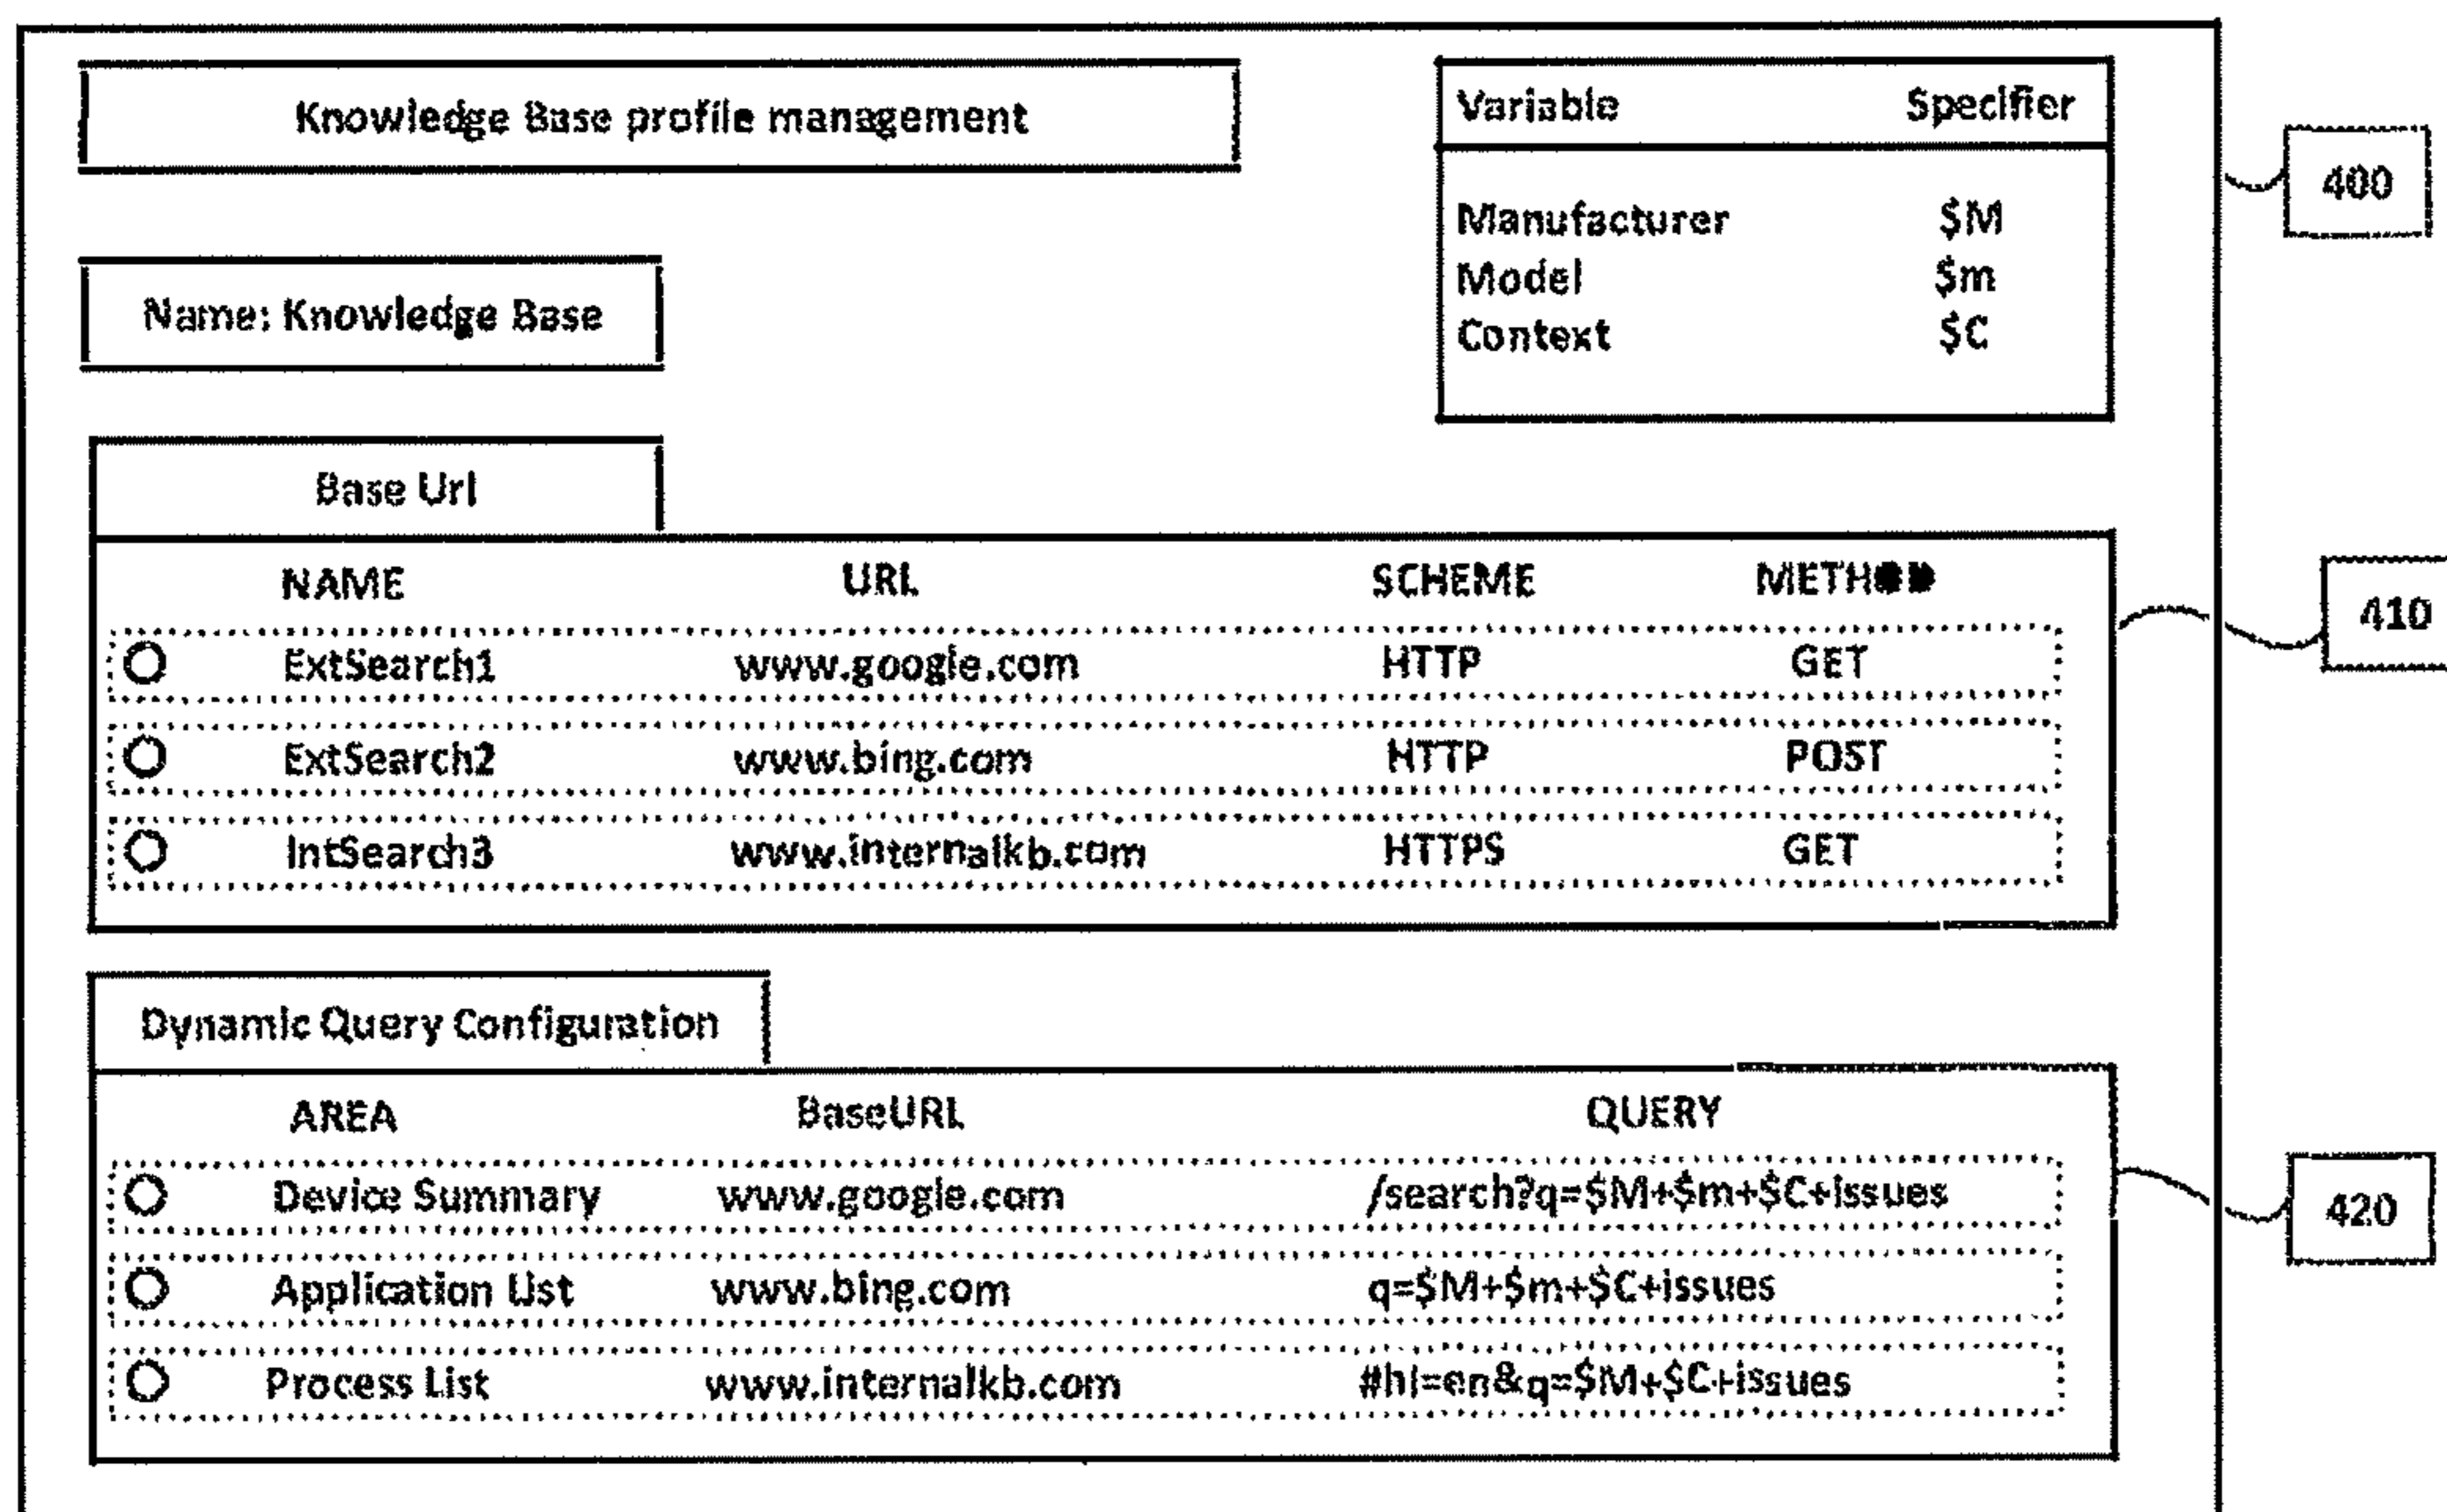 Knowledge Base profile management
Variable Specifier
400
Manufacturer $M
Model $m
Context $C
Name: Knowledge Base
Base Url
NAME URL SCHEME METHOD
410
ExtSearch1 www.google.com HTTP GET
ExtSearch2 www.bing.com HTTP POST
IntSearch3 www.internalkb.com HTTPS GET
Dynamic Query Configuration
AREA BaseURL QUERY
Device Summary www.google.com /search?q=$M+$m+$C+issues
420
Application List www.bing.com q=$M+$m+$C+issues
Process List www.internalkb.com #hl=en&q=$M+$C+issues